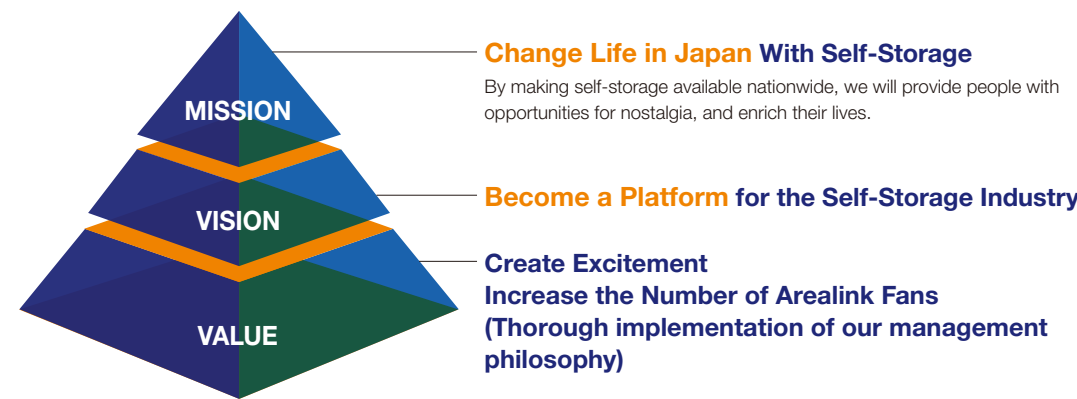 MISSION
Change Life in Japan With Self-Storage
By making self-storage available nationwide, we will provide people with
opportunities for nostalgia, and enrich their lives.
VISION
Become a Platform for the Self-Storage Industry
VALUE
Create Excitement
Increase the Number of Arealink Fans
(Thorough implementation of our management
philosophy)